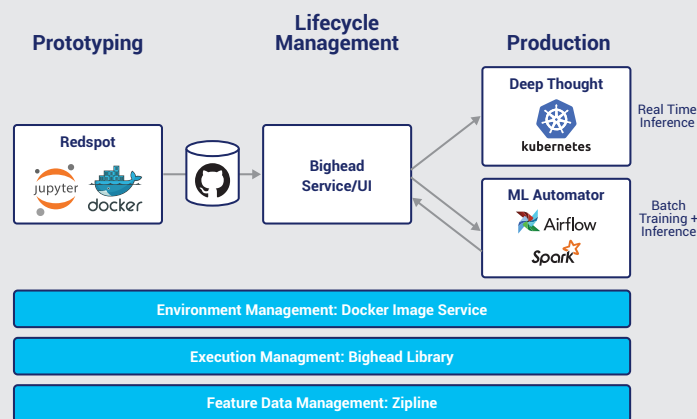 Prototyping
Lifecycle
Management
Production
Redspot
jupyter
docker
Bighead
Service/UI
Deep Thought
kubernetes
Real Time
Inference
ML Automator
Airflow
Spark
Batch
Training +
Inference
Environment Management: Docker Image Service
Execution Managment: Bighead Library
Feature Data Management: Zipline